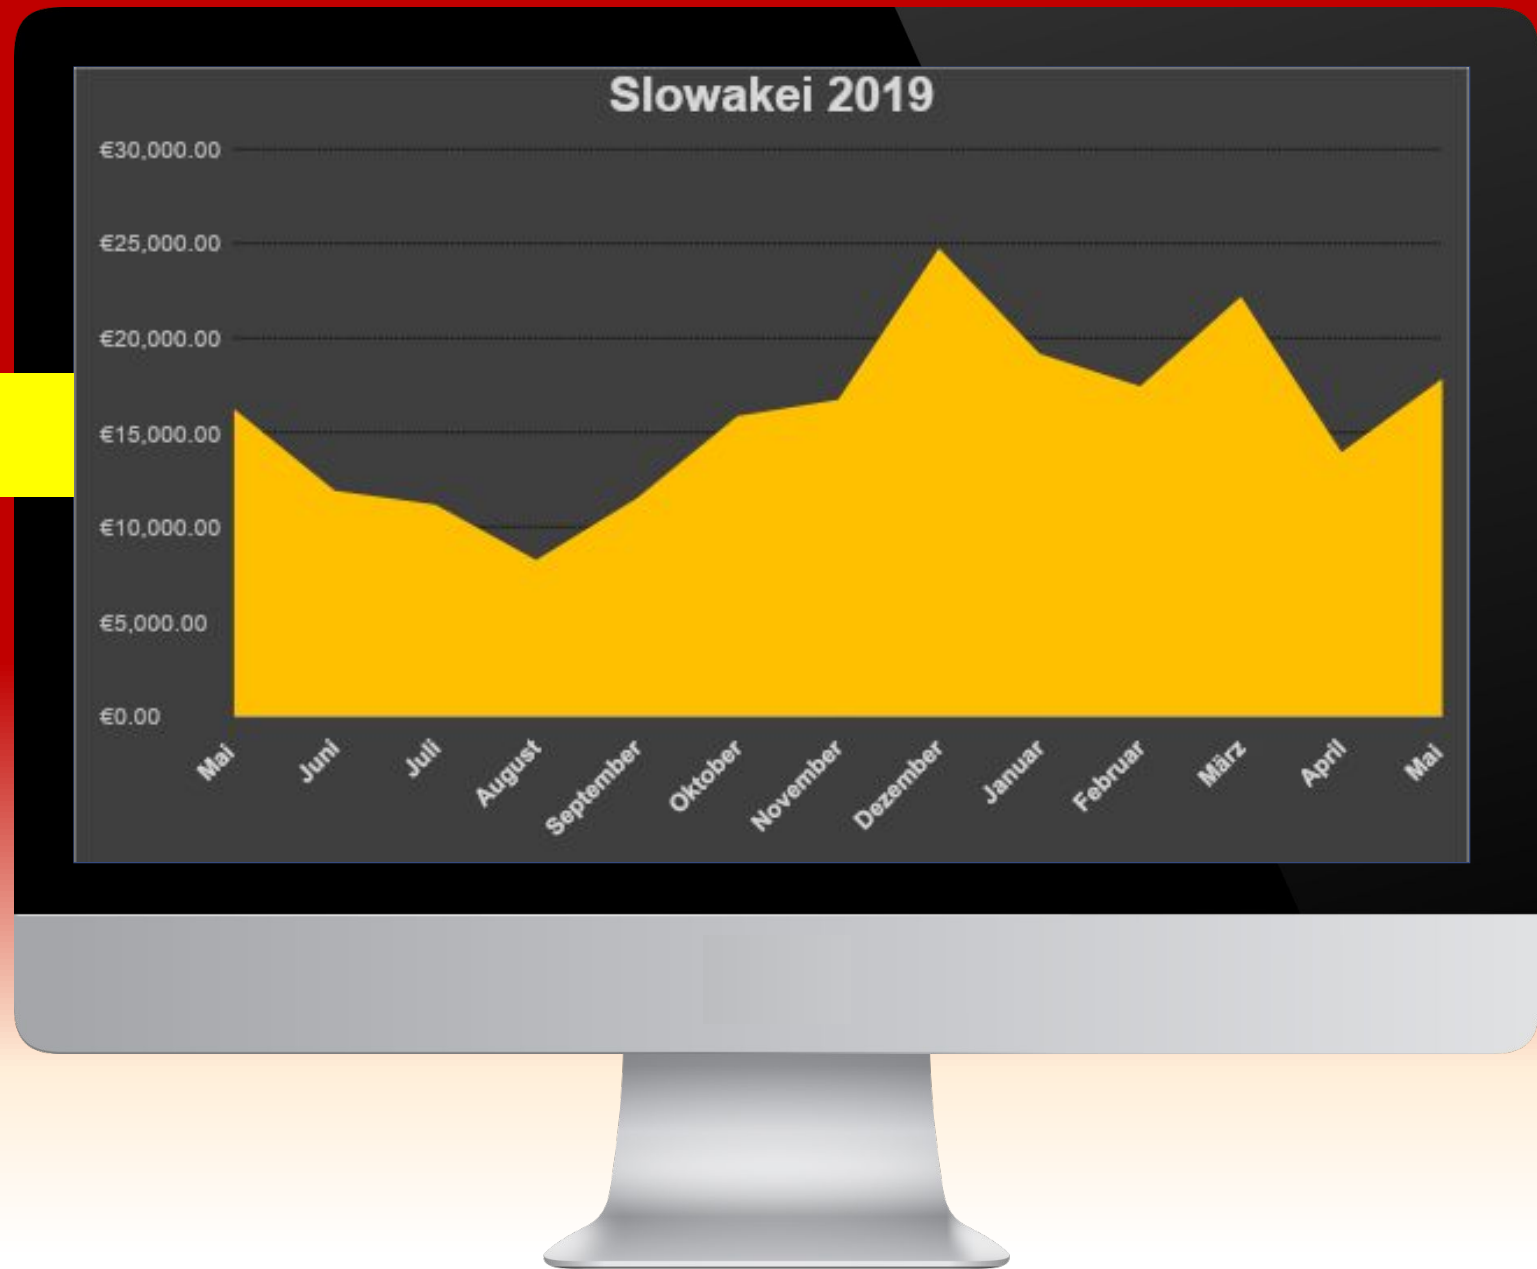 Slowakei 2019
€30,000.00
€25,000.00
€20,000.00
€15,000.00
€10,000.00
€5,000.00
€0.00
Mai
Juni
Juli
August
September
Oktober
November
Dezember
Januar
Februar
März
April
Mai